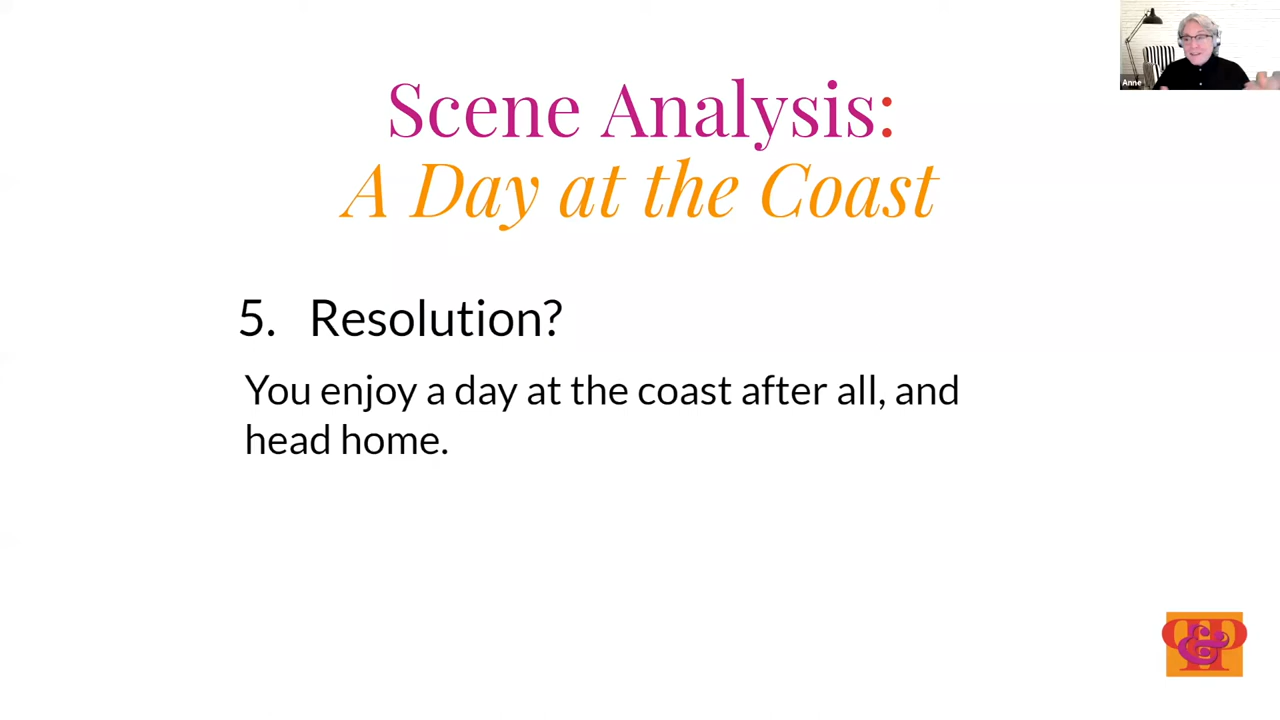 Anne
Scene Analysis:
A Day at the Coast
5. Resolution?
You enjoy a day at the coast after all, and
head home.
P&P